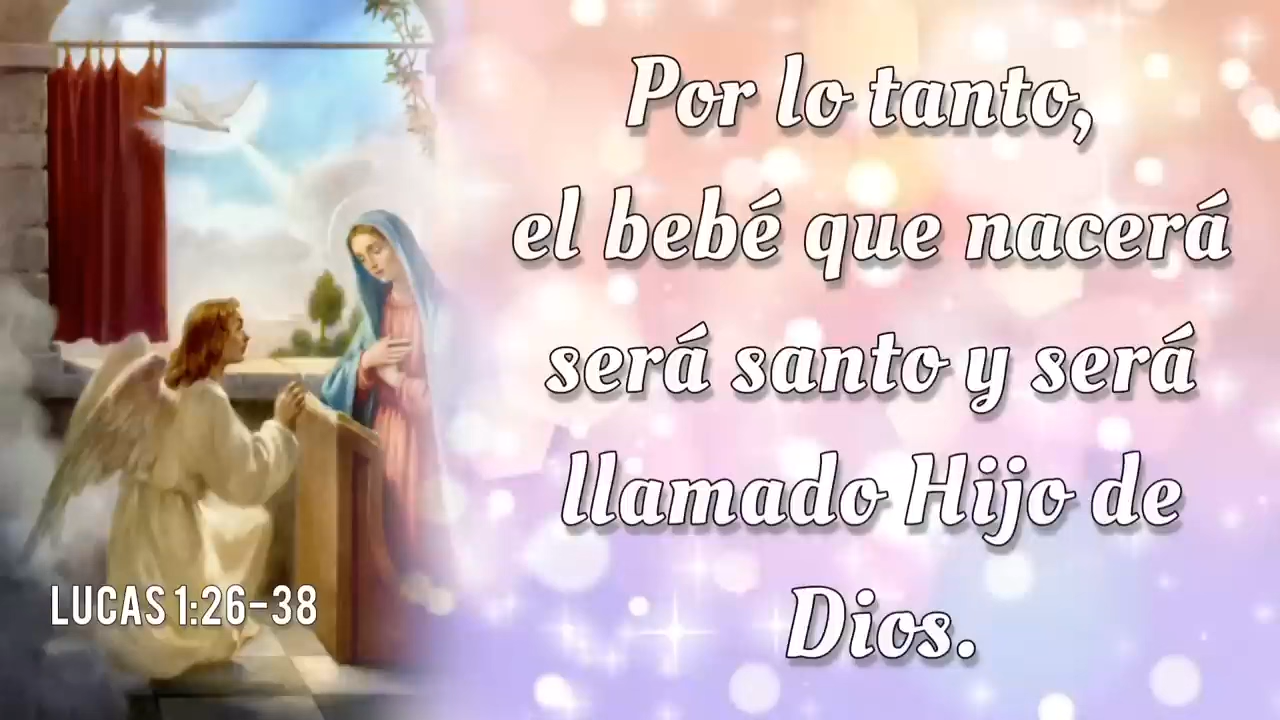 Por lo tanto,
el bebé que nacerá
será santo y será
llamado Hijo de
Dios.
LUCAS 1:26-38